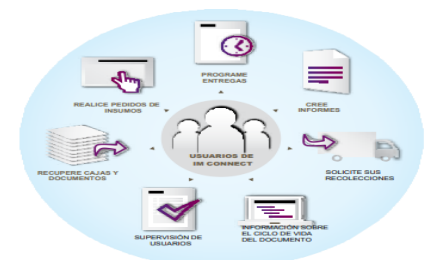 PROGRAME
ENTREGAS
REALICE PEDIDOS DE
INSUMOS
CREE
INFORMES
USUARIOS DE
IM CONNECT
RECUPERE CAJAS Y
DOCUMENTOS
SOLICITE SUS
RECOLECCIONES
SUPERVISIÓN DE
USUARIOS
INFORMACIÓN SOBRE
EL CICLO DE VIDA
DEL DOCUMENTO